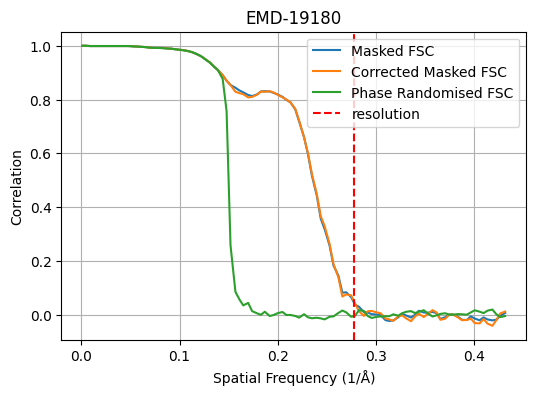 EMD-19180
Masked FSC
Corrected Masked FSC
Phase Randomised FSC
resolution
Correlation
1.0
0.8
0.6
0.4
0.2
0.0
0.0 0.1 0.2 0.3 0.4
Spatial Frequency (1/Å)